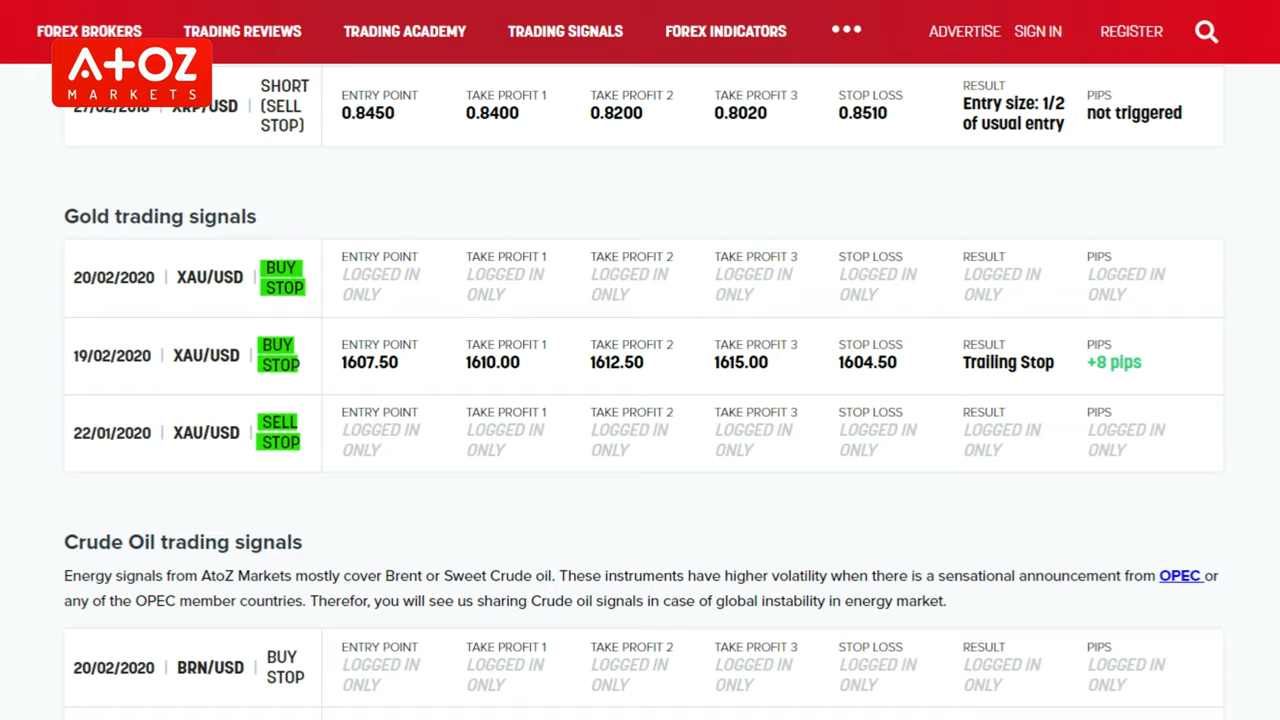 FOREX BROKERS TRADING REVIEWS TRADING ACADEMY TRADING SIGNALS FOREX INDICATORS ••• ADVERTISE SIGN IN REGISTER
ATOZ
MARKETS
27/02/2018 | XRP/USD | SHORT
(SELL
STOP)
ENTRY POINT
0.8450
TAKE PROFIT 1
0.8400
TAKE PROFIT 2
0.8200
TAKE PROFIT 3
0.8020
STOP LOSS
0.8510
RESULT
Entry size: 1/2
of usual entry
PIPS
not triggered
Gold trading signals
20/02/2020 | XAU/USD | BUY
STOP
ENTRY POINT
LOGGED IN
ONLY
TAKE PROFIT 1
LOGGED IN
ONLY
TAKE PROFIT 2
LOGGED IN
ONLY
TAKE PROFIT 3
LOGGED IN
ONLY
STOP LOSS
LOGGED IN
ONLY
RESULT
LOGGED IN
ONLY
PIPS
LOGGED IN
ONLY
19/02/2020 | XAU/USD | BUY
STOP
ENTRY POINT
1607.50
TAKE PROFIT 1
1610.00
TAKE PROFIT 2
1612.50
TAKE PROFIT 3
1615.00
STOP LOSS
1604.50
RESULT
Trailing Stop
PIPS
+8 pips
22/01/2020 | XAU/USD | SELL
STOP
ENTRY POINT
LOGGED IN
ONLY
TAKE PROFIT 1
LOGGED IN
ONLY
TAKE PROFIT 2
LOGGED IN
ONLY
TAKE PROFIT 3
LOGGED IN
ONLY
STOP LOSS
LOGGED IN
ONLY
RESULT
LOGGED IN
ONLY
PIPS
LOGGED IN
ONLY
Crude Oil trading signals
Energy signals from AtoZ Markets mostly cover Brent or Sweet Crude oil. These instruments have higher volatility when there is a sensational announcement from OPEC or
any of the OPEC member countries. Therefor, you will see us sharing Crude oil signals in case of global instability in energy market.
20/02/2020 | BRN/USD | BUY
STOP
ENTRY POINT
LOGGED IN
ONLY
TAKE PROFIT 1
LOGGED IN
ONLY
TAKE PROFIT 2
LOGGED IN
ONLY
TAKE PROFIT 3
LOGGED IN
ONLY
STOP LOSS
LOGGED IN
ONLY
RESULT
LOGGED IN
ONLY
PIPS
LOGGED IN
ONLY